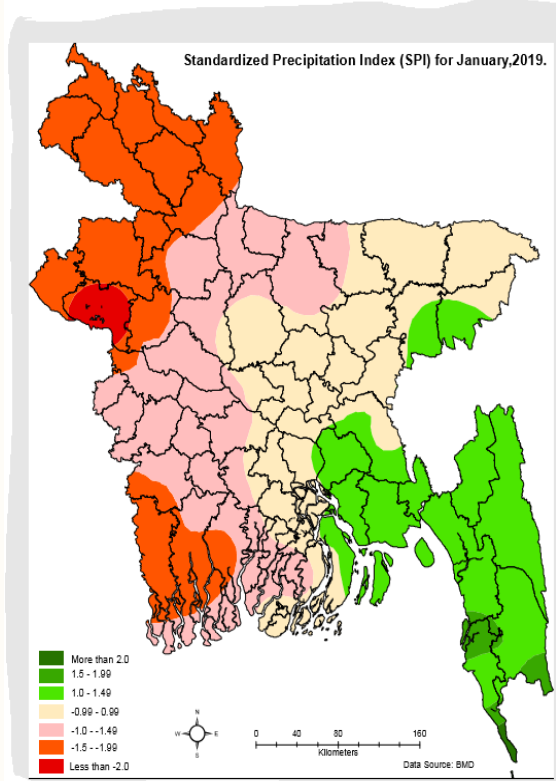 Standardized Precipitation Index (SPI) for January,2019.
More than 2.0
1.5 - 1.99
1.0 - 1.49
-0.99 - 0.99
-1.0 - -1.49
-1.5 - -1.99
Less than -2.0
N
W
E
S
0 40 80 160
Kilometers
Data Source: BMD